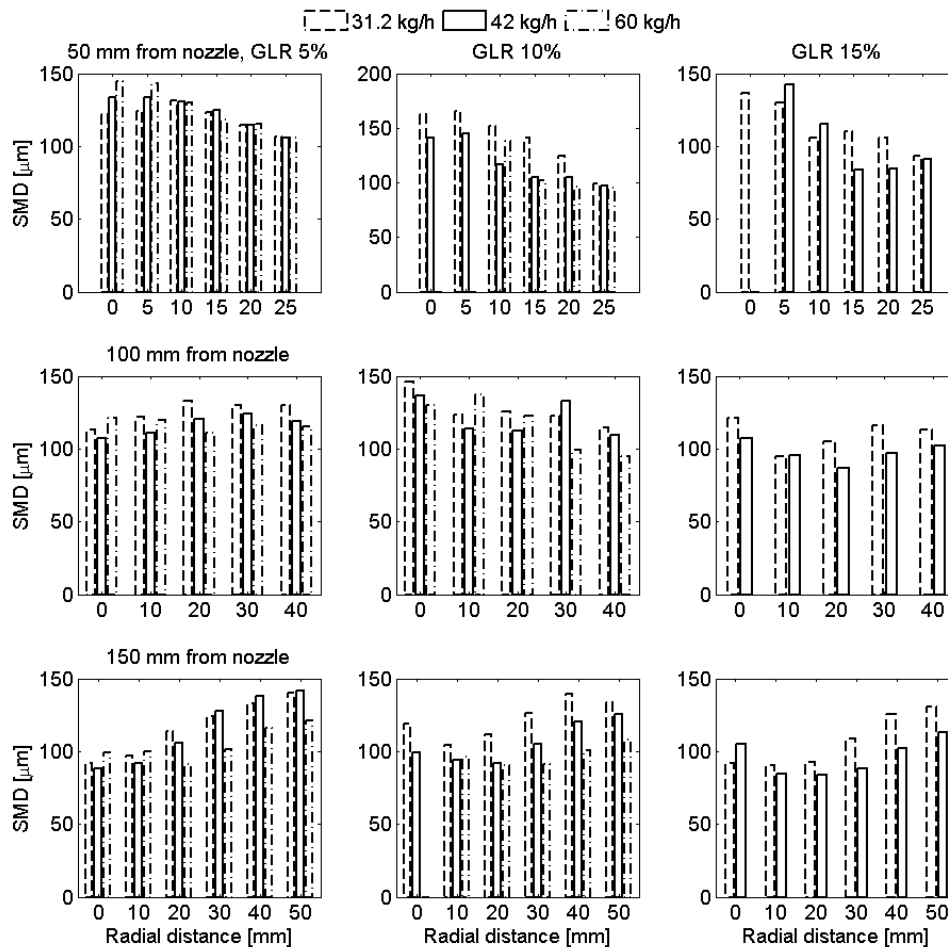 31.2 kg/h 42 kg/h 60 kg/h
50 mm from nozzle, GLR 5% GLR 10% GLR 15%
150 200 150
100 150 100
50 100 50
0 50 0
0
SMD [μm]
0 5 10 15 20 25 0 5 10 15 20 25 0 5 10 15 20 25
100 mm from nozzle
150 150 150
100 100 100
50 50 50
0 0 0
SMD [μm]
0 10 20 30 40 0 10 20 30 40 0 10 20 30 40
150 mm from nozzle
150 150 150
100 100 100
50 50 50
0 0 0
SMD [μm]
0 10 20 30 40 50 0 10 20 30 40 50 0 10 20 30 40 50
Radial distance [mm] Radial distance [mm] Radial distance [mm]